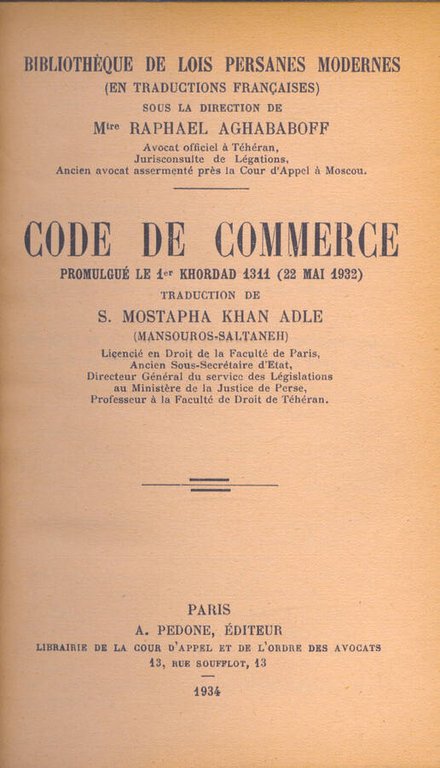 BIBLIOTHÈQUE DE LOIS PERSANES MODERNES
(EN TRADUCTIONS FRANÇAISES)
SOUS LA DIRECTION DE
Mtre RAPHAEL AGHABABOFF
Avocat officiel à Téhéran,
Jurisconsulte de Légations,
Ancien avocat assermenté près la Cour d'Appel à Moscou.
CODE DE COMMERCE
PROMULGUÉ LE 1er KHORDAD 1311 (22 MAI 1932)
TRADUCTION DE
S. MOSTAPHA KHAN ADLE
(MANSOUROS-SALTANEH)
Licencié en Droit de la Faculté de Paris,
Ancien Sous-Secrétaire d'Etat,
Directeur Général du service des Législations
au Ministère de la Justice de Perse,
Professeur à la Faculté de Droit de Téhéran.
PARIS
A. PEDONE, ÉDITEUR
LIBRAIRIE DE LA COUR D'APPEL ET DE L'ORDRE DES AVOCATS
13, RUE SOUFFLOT, 13
1934